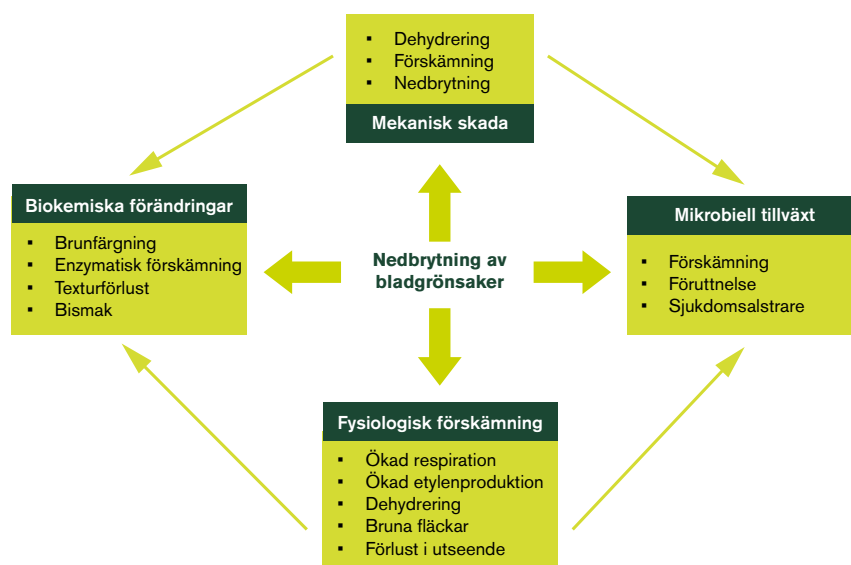 ▪ Dehydrering
▪ Förskämning
▪ Nedbrytning
Mekanisk skada
Biokemiska förändringar
▪ Brunfärgning
▪ Enzymatisk förskämning
▪ Texturförlust
▪ Bismak
Nedbrytning av
bladgrönsaker
Mikrobiell tillväxt
▪ Förskämning
▪ Föruttnelse
▪ Sjukdomsalstrare
Fysiologisk förskämning
▪ Ökad respiration
▪ Ökad etylenproduktion
▪ Dehydrering
▪ Bruna fläckar
▪ Förlust i utseende